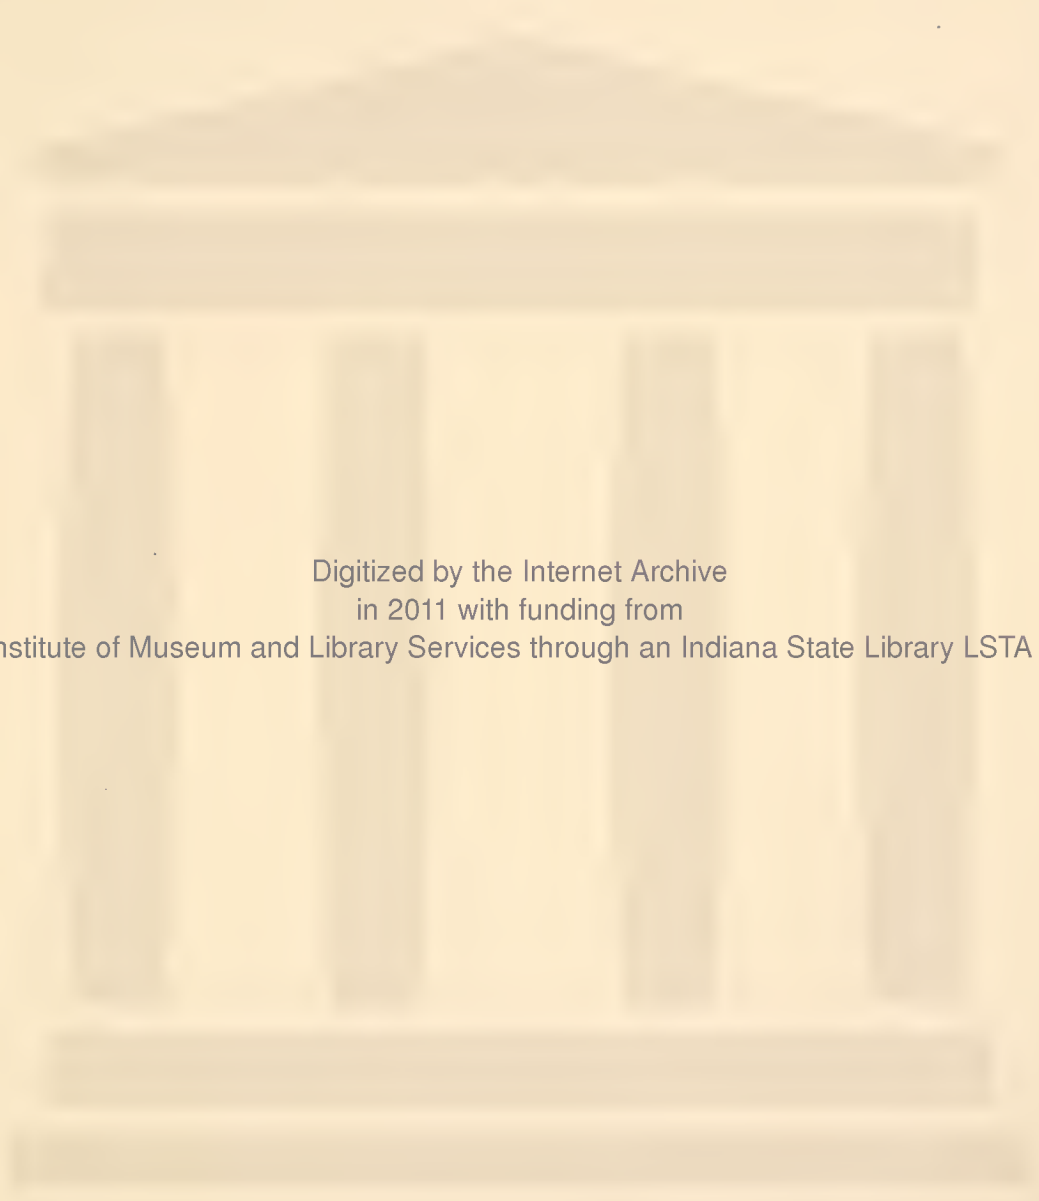 Digitized by the Internet Archive
in 2011 with funding from
nstitute of Museum and Library Services through an Indiana State Library LSTA